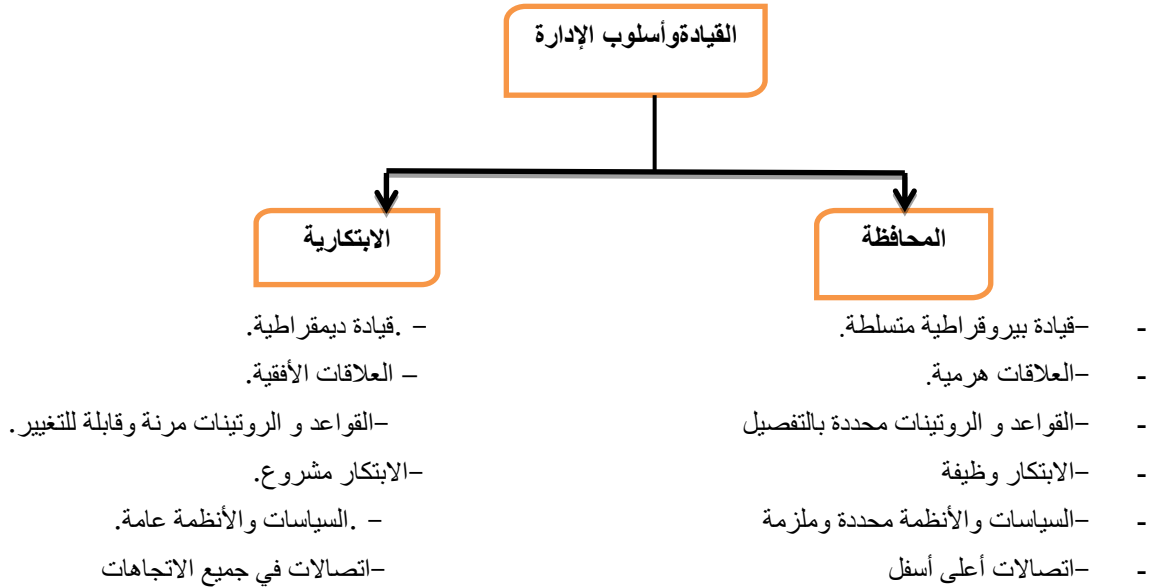 القيادةوأسلوب الإدارة
المحافظة
الابتكارية
- –قيادة بيروقراطية متسلطة.
- –العلاقات هرمية.
- –القواعد و الروتينات محددة بالتفصيل
- –الابتكار وظيفة
- –السياسات والأنظمة محددة وملزمة
- –اتصالات أعلى أسفل
– .قيادة ديمقراطية.
– العلاقات الأفقية.
–القواعد و الروتينات مرنة وقابلة للتغيير.
–الابتكار مشروع.
– .السياسات والأنظمة عامة.
–اتصالات في جميع الاتجاهات